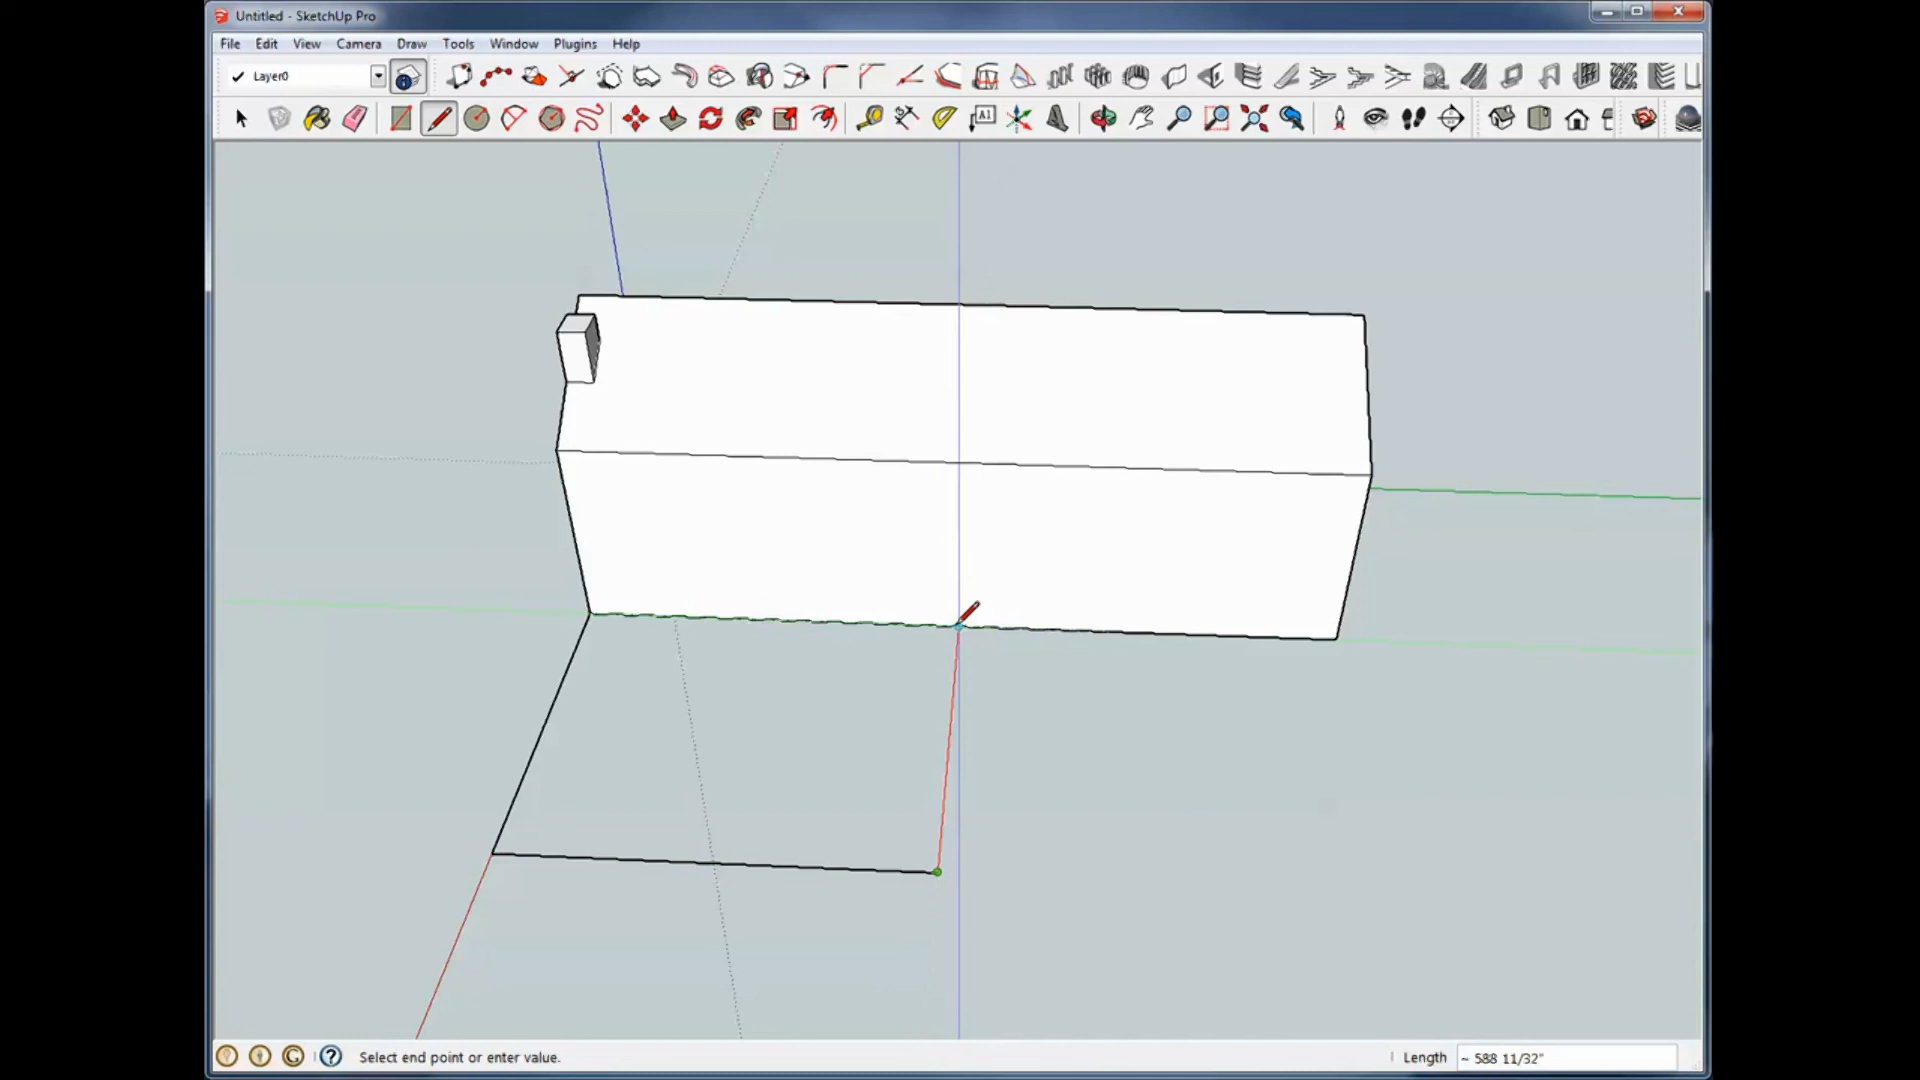 Untitled - SketchUp Pro
File Edit View Camera Draw Tools Window Plugins Help
Layer0
A1
Select end point or enter value.
Length ~ 588 11/32"